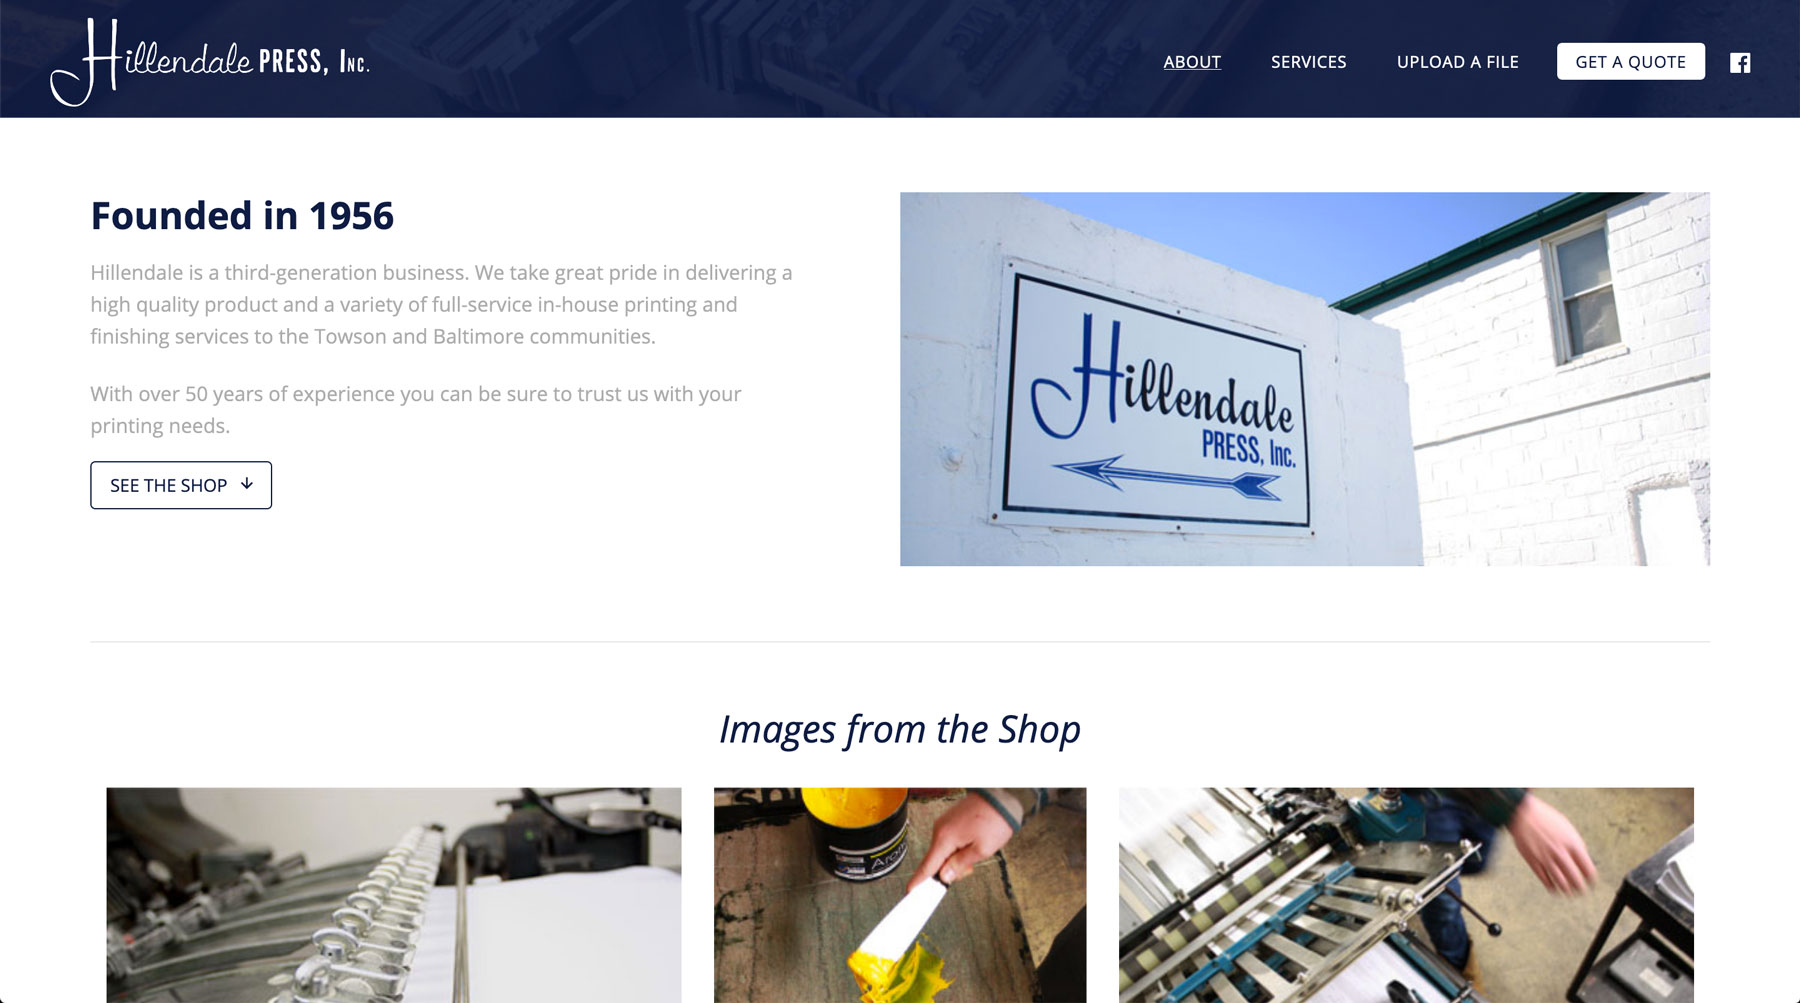 Hillendale PRESS, INC.
ABOUT
SERVICES
UPLOAD A FILE
GET A QUOTE
Founded in 1956
Hillendale is a third-generation business. We take great pride in delivering a
high quality product and a variety of full-service in-house printing and
finishing services to the Towson and Baltimore communities.
With over 50 years of experience you can be sure to trust us with your
printing needs.
SEE THE SHOP
Hillendale
PRESS, Inc.
Images from the Shop